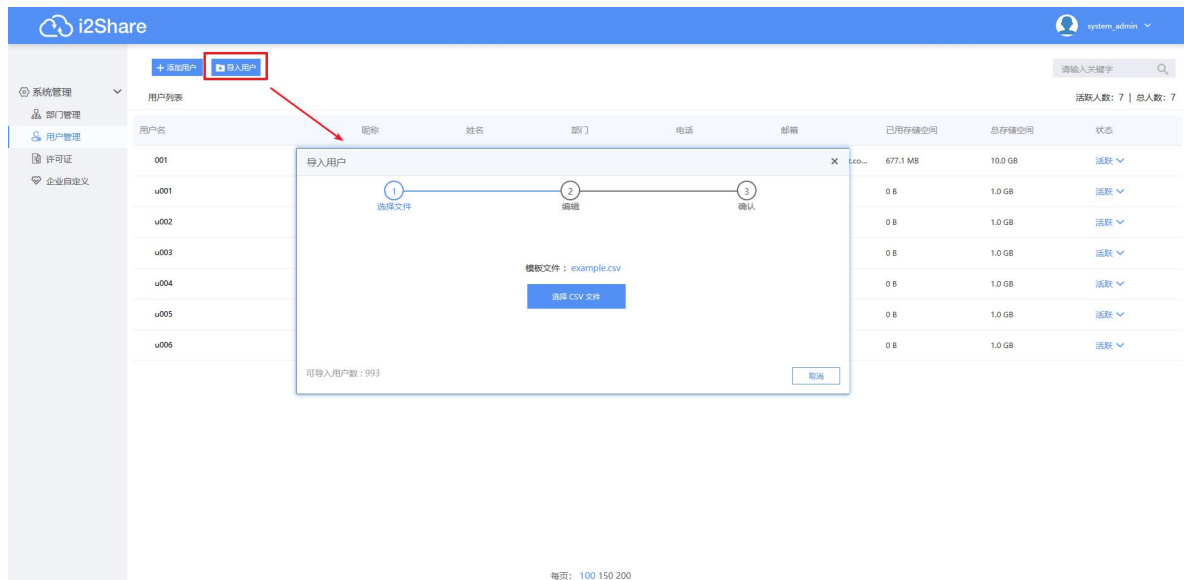 i2Share
system_admin
添加用户 导入用户
请输入关键字
系统管理
用户列表
活跃人数: 7 | 总人数: 7
部门管理
用户管理
许可证
企业自定义
用户名 昵称 姓名 部门 电话 邮箱 已用存储空间 总存储空间 状态
001 t.co... 677.1 MB 10.0 GB 活跃
u001 0 B 1.0 GB 活跃
u002 0 B 1.0 GB 活跃
u003 0 B 1.0 GB 活跃
u004 0 B 1.0 GB 活跃
u005 0 B 1.0 GB 活跃
u006 0 B 1.0 GB 活跃
导入用户
1 2 3
选择文件 编辑 确认
模板文件： example.csv
选择 CSV 文件
可导入用户数 : 993
取消
每页: 100 150 200